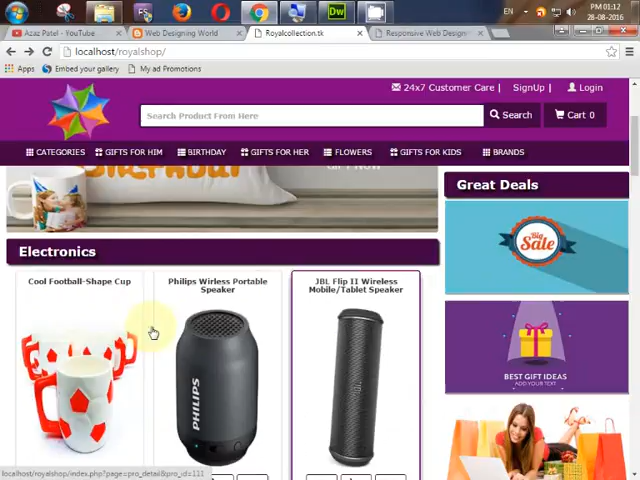 PM 01:12
EN
28-08-2016
Azaz Patel - YouTube
Web Designing World
Royalcollection.tk
Responsive Web Design
localhost/royalshop/
Apps
Embed your gallery
My ad Promotions
24x7 Customer Care |
SignUp |
Login
Search Product From Here
Search
Cart 0
CATEGORIES
GIFTS FOR HIM
BIRTHDAY
GIFTS FOR HER
FLOWERS
GIFTS FOR KIDS
BRANDS
Great Deals
Big
Sale
Electronics
Cool Football-Shape Cup
Philips Wirless Portable
Speaker
JBL Flip II Wireless
Mobile/Tablet Speaker
PHILIPS
BEST GIFT IDEAS
ADD YOUR TEXT
localhost/royalshop/index.php?page=pro_detail&pro_id=111